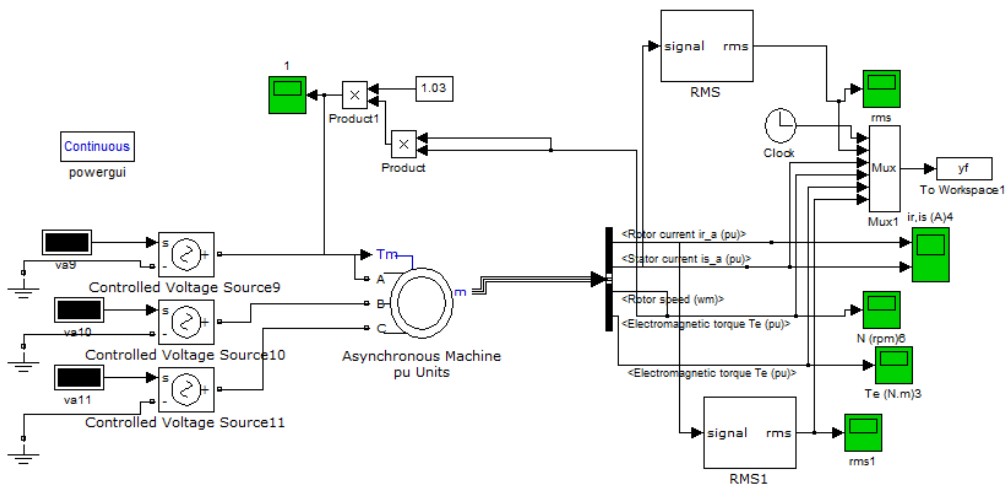 signal rms
RMS
1
1.03
Product1
rms
Product
Clock
Continuous
powergui
Mux
Mux1
yf
To Workspace1
ir,is (A)4
<Rotor current ir_a (pu)>
<Stator current is_a (pu)>
<Rotor speed (wm)>
<Electromagnetic torque Te (pu)>
<Electromagnetic torque Te (pu)>
N (rpm)6
Te (N.m)3
va9
s
-
+
Controlled Voltage Source9
va10
s
-
+
Controlled Voltage Source10
va11
s
-
+
Controlled Voltage Source11
Tm
A
B
C
m
Asynchronous Machine
pu Units
signal rms
RMS1
rms1